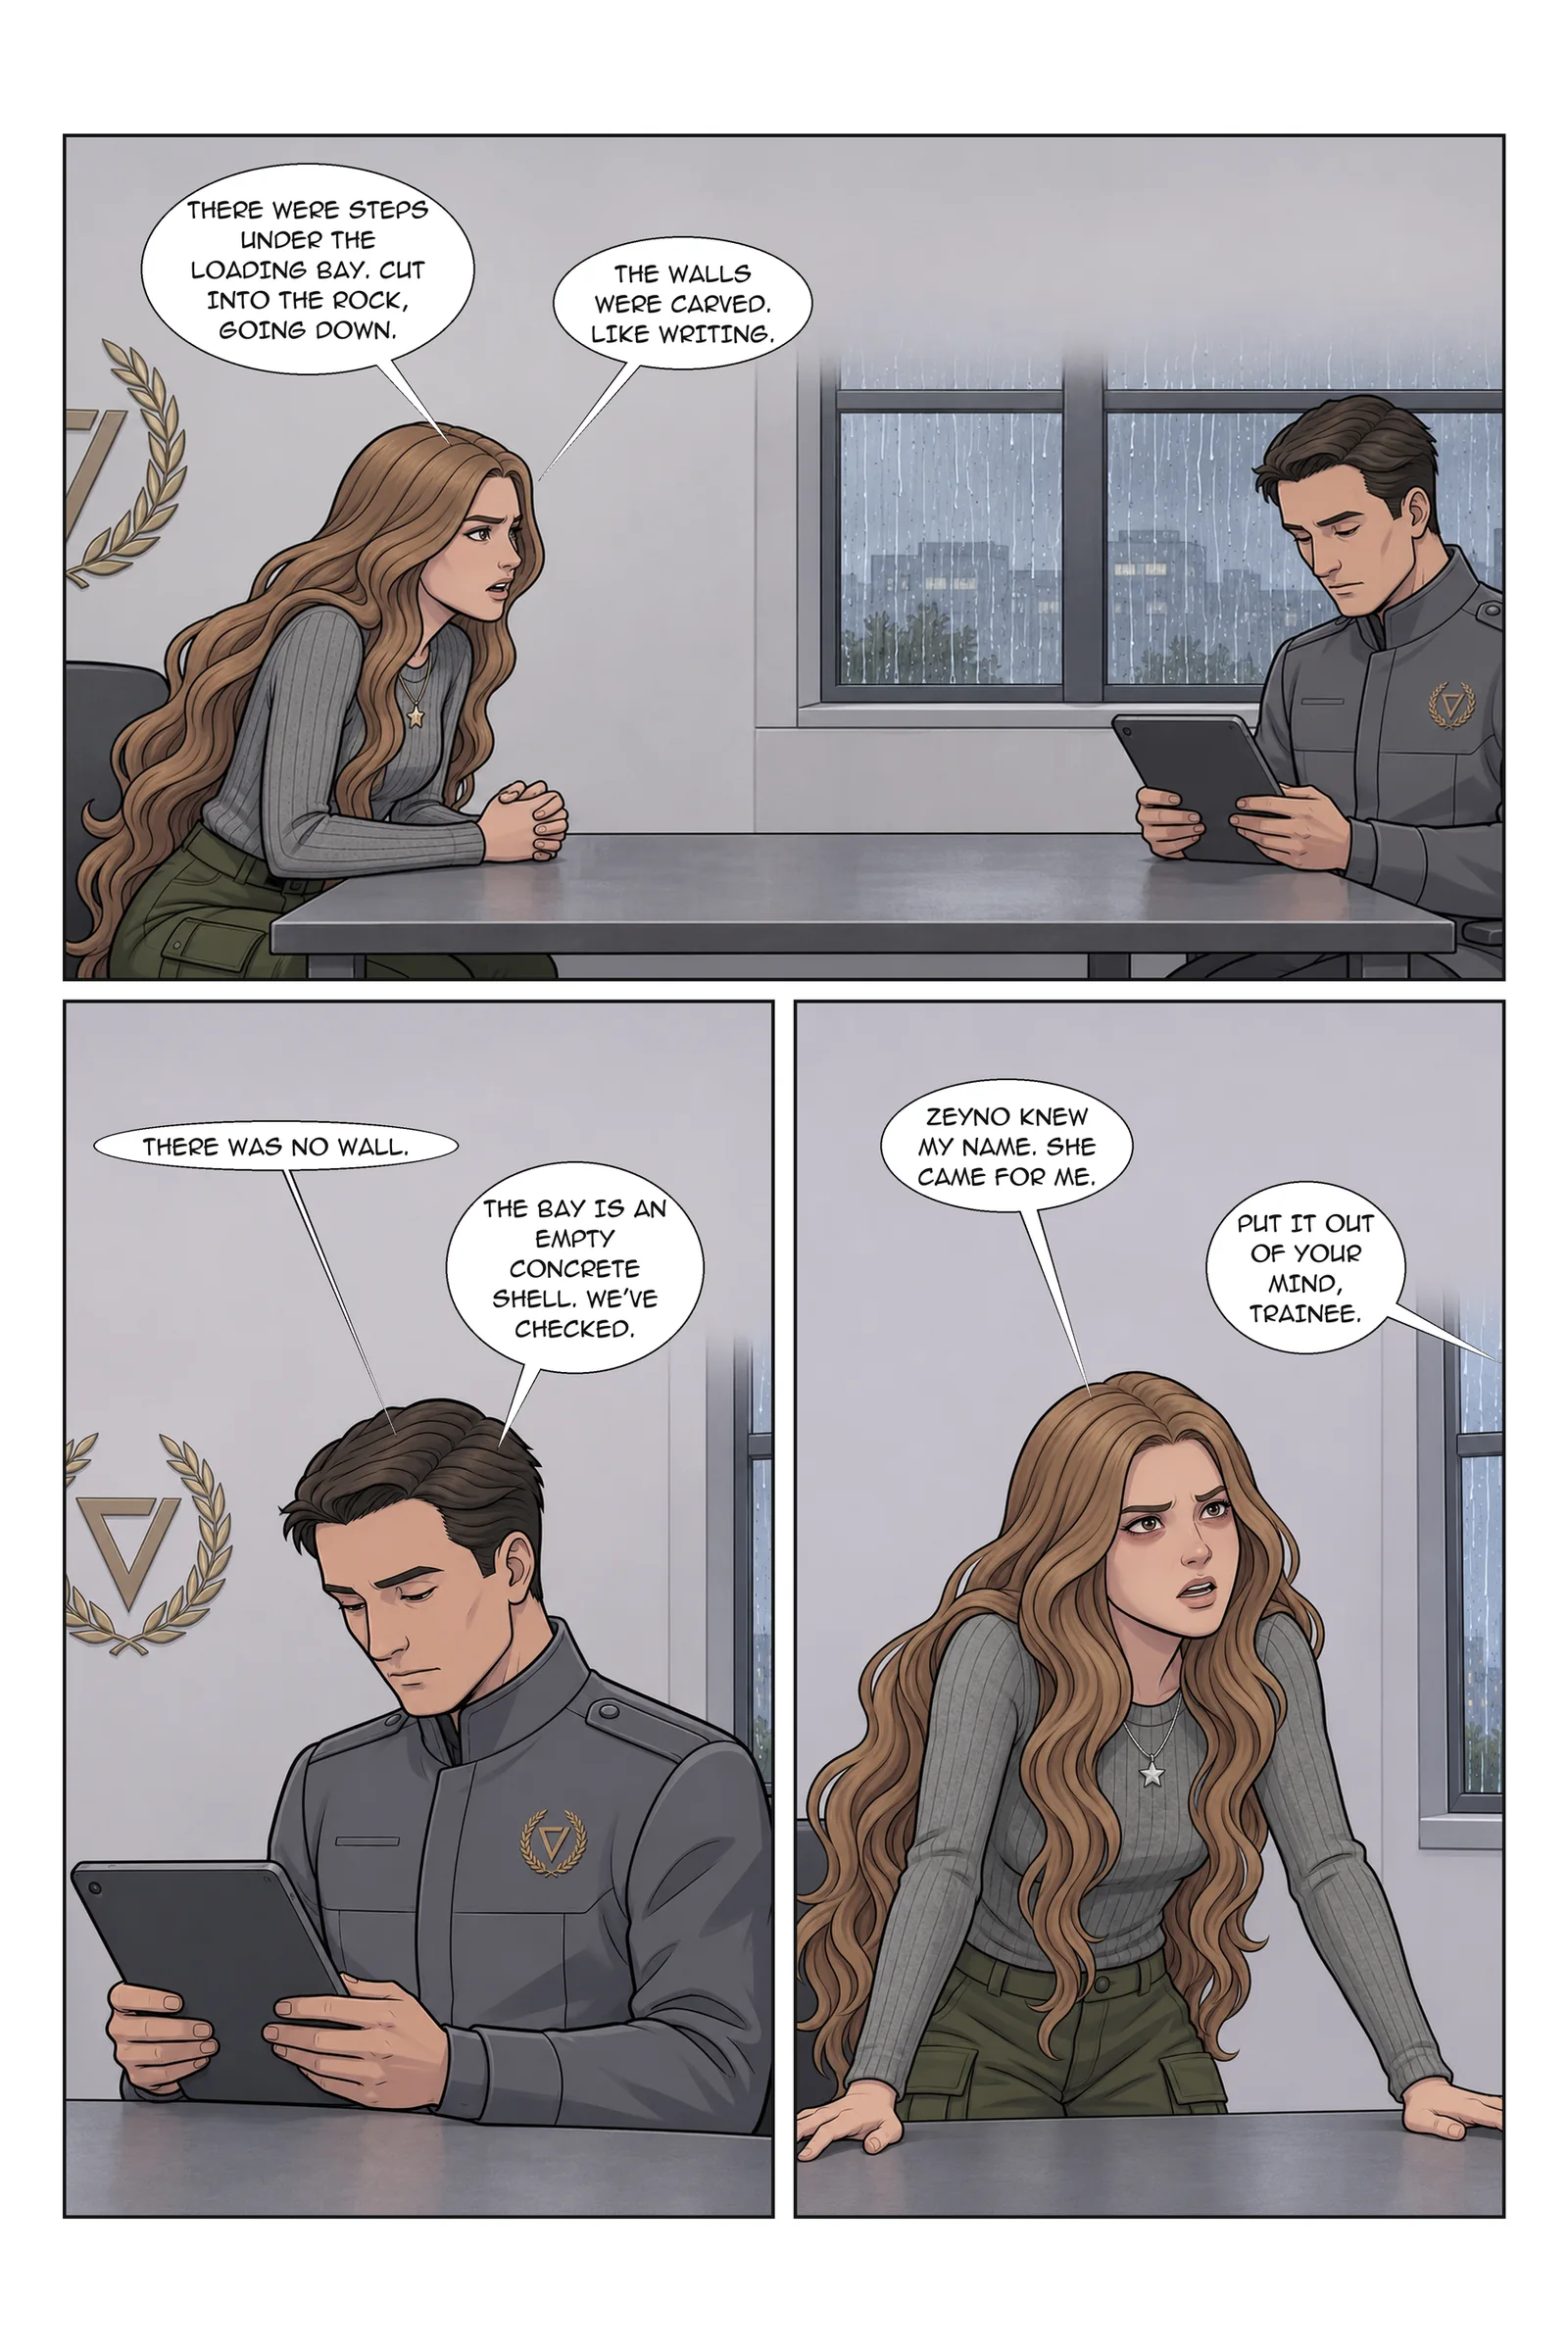 THERE WERE STEPS
UNDER THE
LOADING BAY. CUT
INTO THE ROCK,
GOING DOWN.
THE WALLS
WERE CARVED.
LIKE WRITING.
THERE WAS NO WALL.
THE BAY IS AN
EMPTY
CONCRETE
SHELL. WE'VE
CHECKED.
ZEYNO KNEW
MY NAME. SHE
CAME FOR ME.
PUT IT OUT
OF YOUR
MIND,
TRAINEE.